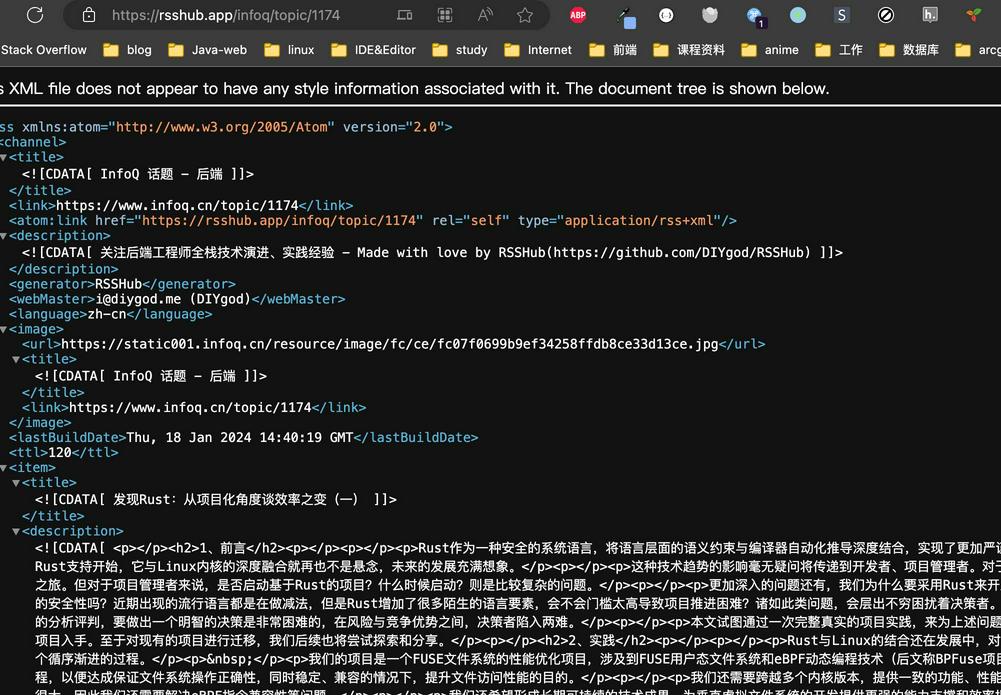 https://rsshub.app/infoq/topic/1174
ABP
1
S
h.
Stack Overflow blog Java-web linux IDE&Editor study Internet 前端 课程资料 anime 工作 数据库 arcg
s XML file does not appear to have any style information associated with it. The document tree is shown below.
ss xmlns:atom="http://www.w3.org/2005/Atom" version="2.0">
<channel>
<title>
<![CDATA[ InfoQ 话题 - 后端 ]]>
</title>
<link>https://www.infoq.cn/topic/1174</link>
<atom:link href="https://rsshub.app/infoq/topic/1174" rel="self" type="application/rss+xml"/>
<description>
<![CDATA[ 关注后端工程师全栈技术演进、实践经验 - Made with love by RSSHub(https://github.com/DIYgod/RSSHub) ]]>
</description>
<generator>RSSHub</generator>
<webMaster>i@diygod.me (DIYgod)</webMaster>
<language>zh-cn</language>
<image>
<url>https://static001.infoq.cn/resource/image/fc/ce/fc07f0699b9ef34258ffdb8ce33d13ce.jpg</url>
<title>
<![CDATA[ InfoQ 话题 - 后端 ]]>
</title>
<link>https://www.infoq.cn/topic/1174</link>
</image>
<lastBuildDate>Thu, 18 Jan 2024 14:40:19 GMT</lastBuildDate>
<ttl>120</ttl>
<item>
<title>
<![CDATA[ 发现Rust：从项目化角度谈效率之变（一） ]]>
</title>
<description>
<![CDATA[ <p></p><h2>1、前言</h2><p></p><p></p><p>Rust作为一种安全的系统语言，将语言层面的语义约束与编译器自动化推导深度结合，实现了更加严
Rust支持开始，它与Linux内核的深度融合就再也不是悬念，未来的发展充满想象。</p><p></p><p>这种技术趋势的影响毫无疑问将传递到开发者、项目管理者。对于
之旅。但对于项目管理者来说，是否启动基于Rust的项目？什么时候启动？则是比较复杂的问题。</p><p></p><p>更加深入的问题还有，我们为什么要采用Rust来开
的安全性吗？近期出现的流行语言都是在做减法，但是Rust增加了很多陌生的语言要素，会不会门槛太高导致项目推进困难？诸如此类问题，会层出不穷困扰着决策者。
的分析评判，要做出一个明智的决策是非常困难的，在风险与竞争优势之间，决策者陷入两难。</p><p></p><p>本文试图通过一次完整真实的项目实践，来为上述问题
项目入手。至于对现有的项目进行迁移，我们后续也将尝试探索和分享。</p><p></p><h2>2、实践</h2><p></p><p></p><p>Rust与Linux的结合还在发展中，对
个循序渐进的过程。</p><p>&nbsp;</p><p>我们的项目是一个FUSE文件系统的性能优化项目，涉及到FUSE用户态文件系统和eBPF动态编程技术（后文称BPFuse项目
程，以便达成保证文件系统操作正确性，同时稳定、兼容的情况下，提升文件访问性能的目的。</p><p></p><p>我们还需要跨越多个内核版本，提供一致的功能、性能